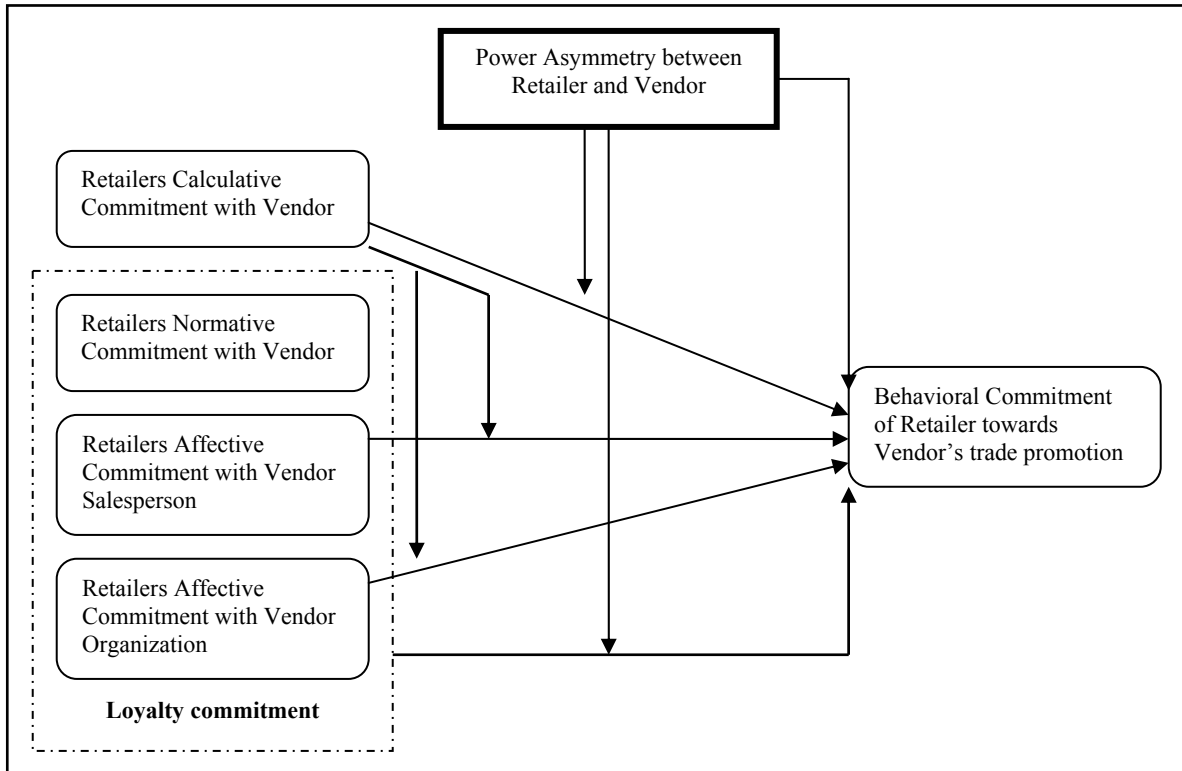 Power Asymmetry between
Retailer and Vendor
Retailers Calculative
Commitment with Vendor
Retailers Normative
Commitment with Vendor
Retailers Affective
Commitment with Vendor
Salesperson
Retailers Affective
Commitment with Vendor
Organization
Loyalty commitment
Behavioral Commitment
of Retailer towards
Vendor’s trade promotion